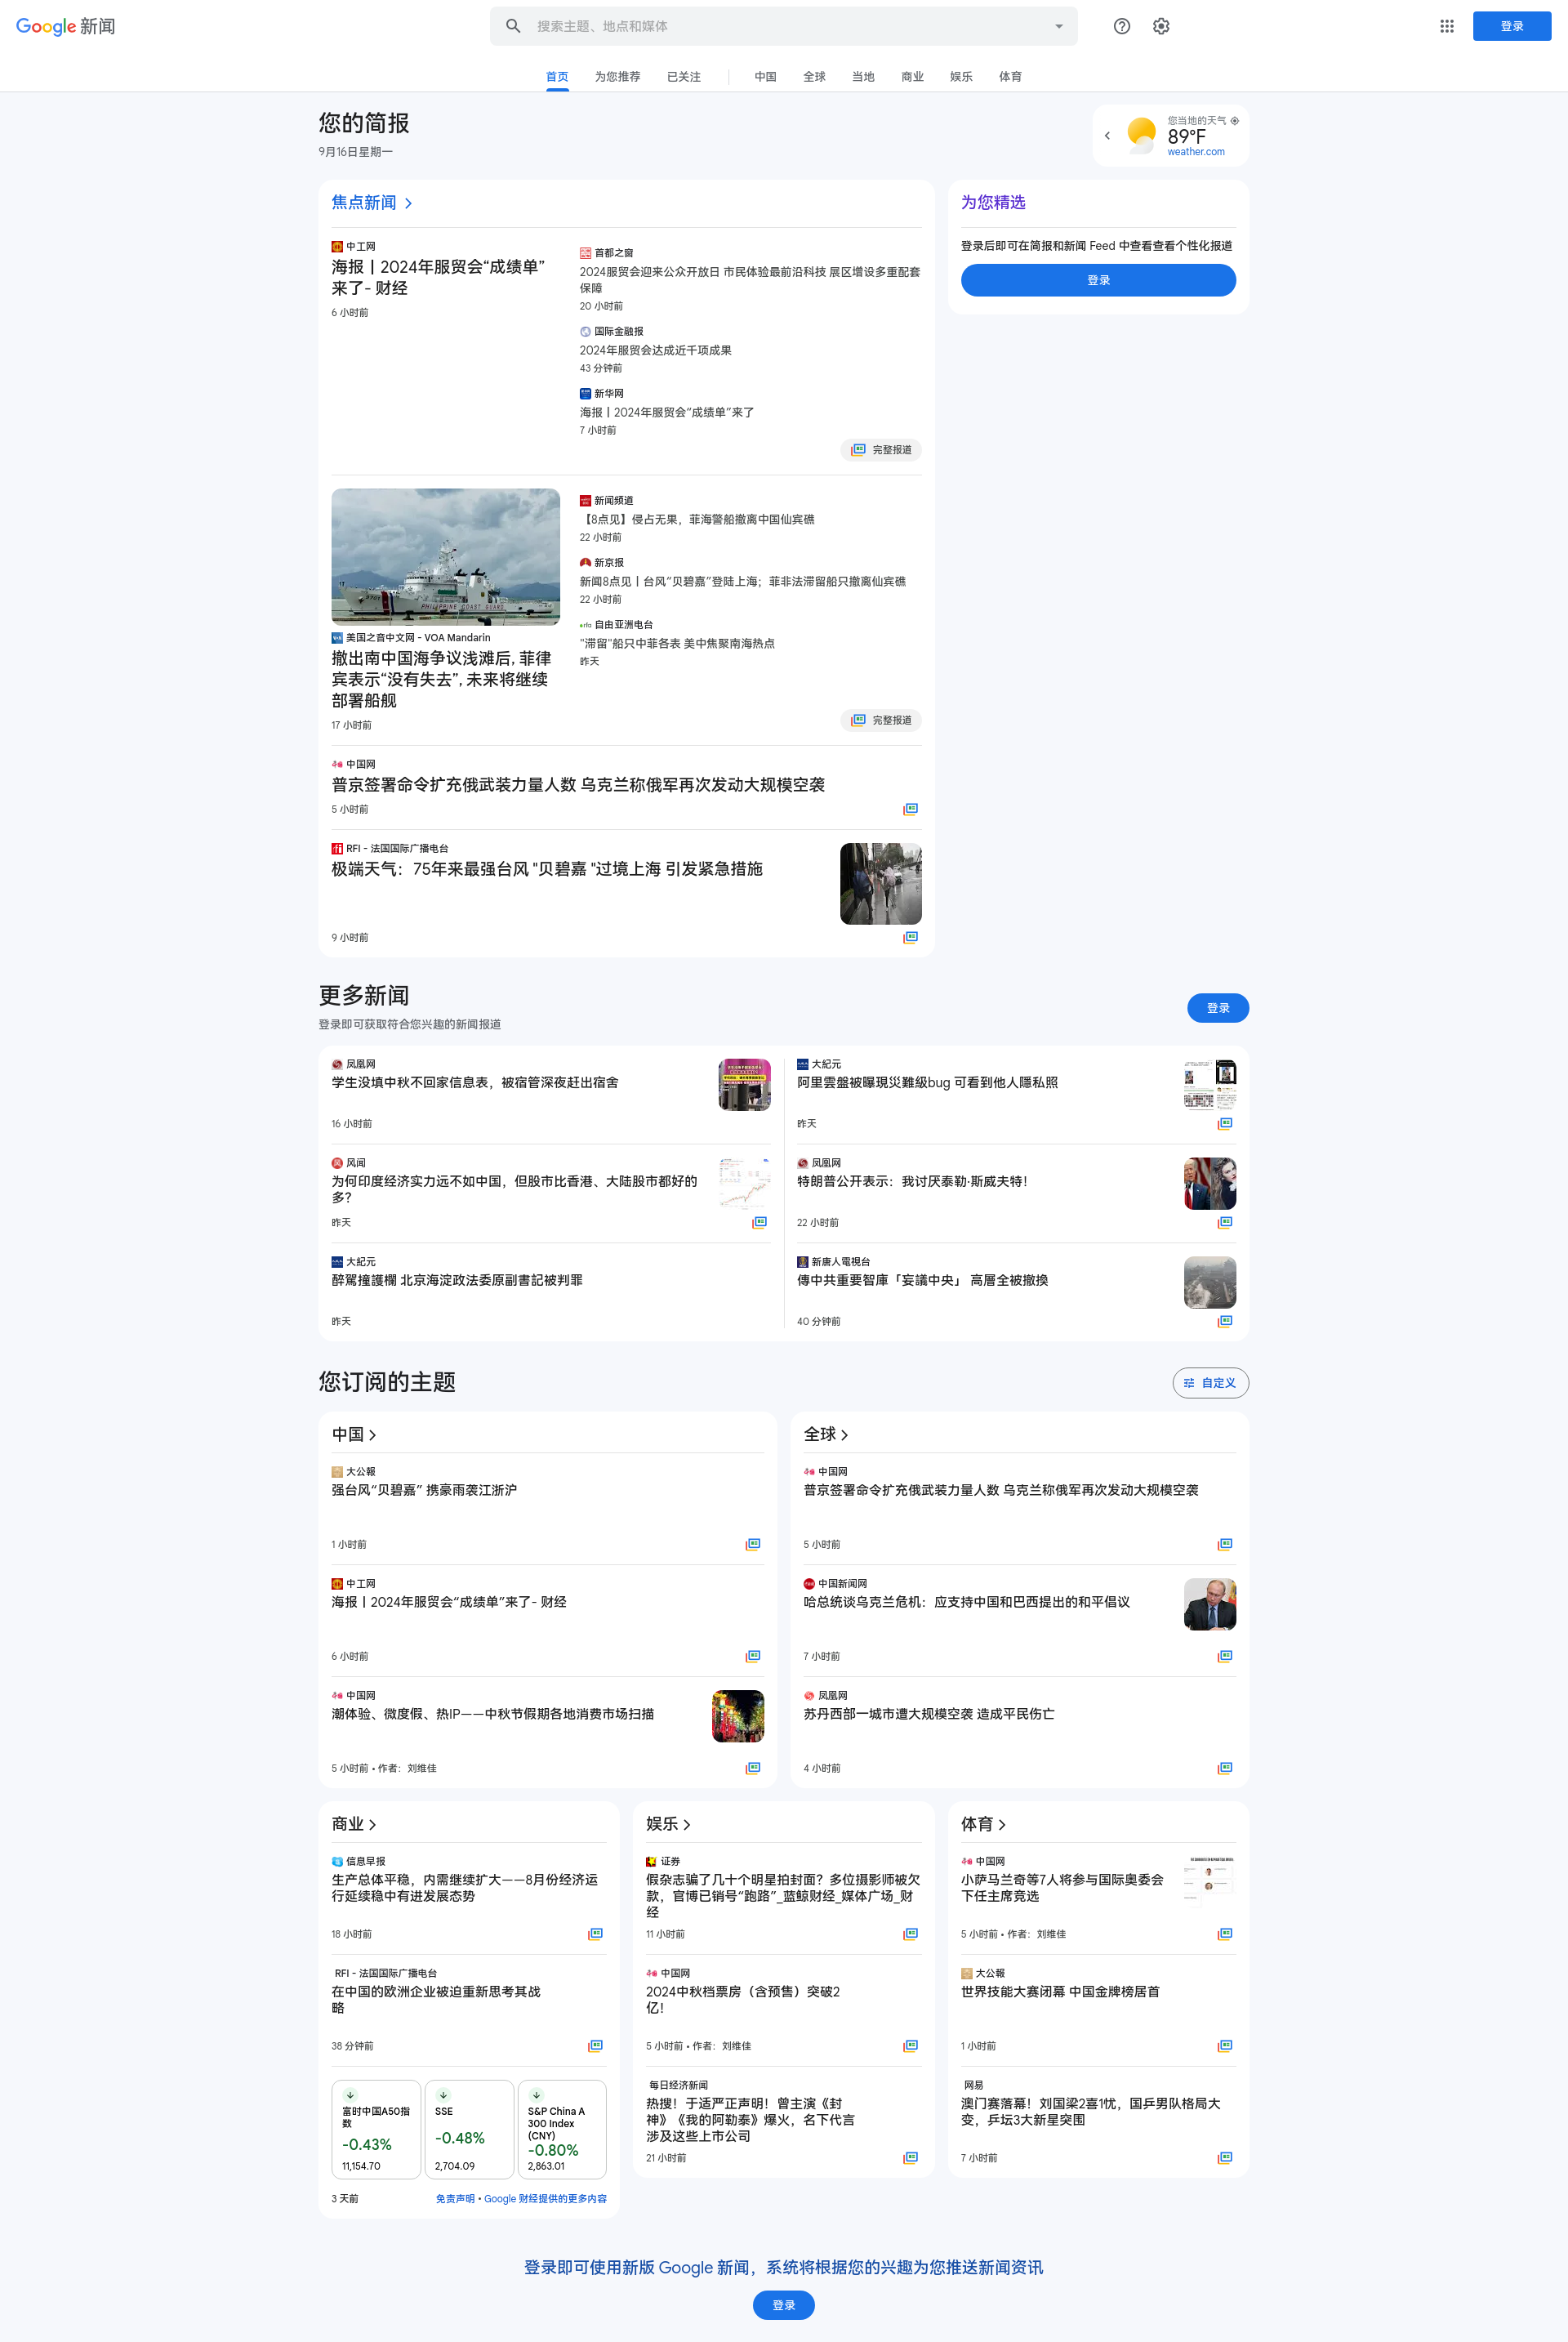 Google 新闻
搜索主题、地点和媒体
登录
首页
为您推荐
已关注
中国
全球
当地
商业
娱乐
体育
您的简报
9月16日星期一
您当地的天气
89°F
weather.com
焦点新闻
中工网
海报丨2024年服贸会“成绩单”
来了- 财经
6 小时前
首都之窗
2024服贸会迎来公众开放日 市民体验最前沿科技 展区增设多重配套
保障
20 小时前
国际金融报
2024年服贸会达成近千项成果
43 分钟前
新华网
海报丨2024年服贸会“成绩单”来了
7 小时前
完整报道
为您精选
登录后即可在简报和新闻 Feed 中查看查看个性化报道
登录
PHILIPPINE COAST GUARD
美国之音中文网 - VOA Mandarin
撤出南中国海争议浅滩后, 菲律
宾表示“没有失去”, 未来将继续
部署船舰
17 小时前
新闻频道
【8点见】侵占无果，菲海警船撤离中国仙宾礁
22 小时前
新京报
新闻8点见丨台风“贝碧嘉”登陆上海；菲非法滞留船只撤离仙宾礁
22 小时前
自由亚洲电台
"滞留"船只中菲各表 美中焦聚南海热点
昨天
完整报道
中国网
普京签署命令扩充俄武装力量人数 乌克兰称俄军再次发动大规模空袭
5 小时前
RFI - 法国国际广播电台
极端天气：75年来最强台风 "贝碧嘉 "过境上海 引发紧急措施
9 小时前
更多新闻
登录即可获取符合您兴趣的新闻报道
登录
凤凰网
学生没填中秋不回家信息表，被宿管深夜赶出宿舍
16 小时前
风闻
为何印度经济实力远不如中国，但股市比香港、大陆股市都好的
多?
昨天
大紀元
醉駕撞護欄 北京海淀政法委原副書記被判罪
昨天
大紀元
阿里雲盤被曝現災難級bug 可看到他人隱私照
昨天
凤凰网
特朗普公开表示：我讨厌泰勒·斯威夫特！
22 小时前
新唐人電視台
傳中共重要智庫「妄議中央」 高層全被撤換
40 分钟前
您订阅的主题
自定义
中国
大公報
强台风“贝碧嘉” 携豪雨袭江浙沪
1 小时前
中工网
海报丨2024年服贸会“成绩单”来了- 财经
6 小时前
中国网
潮体验、微度假、热IP——中秋节假期各地消费市场扫描
5 小时前 • 作者：刘维佳
全球
中国网
普京签署命令扩充俄武装力量人数 乌克兰称俄军再次发动大规模空袭
5 小时前
中国新闻网
哈总统谈乌克兰危机：应支持中国和巴西提出的和平倡议
7 小时前
凤凰网
苏丹西部一城市遭大规模空袭 造成平民伤亡
4 小时前
商业
信息早报
生产总体平稳，内需继续扩大——8月份经济运
行延续稳中有进发展态势
18 小时前
RFI - 法国国际广播电台
在中国的欧洲企业被迫重新思考其战
略
38 分钟前
富时中国A50指
数
-0.43%
11,154.70
SSE
-0.48%
2,704.09
S&P China A
300 Index
(CNY)
-0.80%
2,863.01
3 天前
免责声明 • Google 财经提供的更多内容
娱乐
证券
假杂志骗了几十个明星拍封面？多位摄影师被欠
款，官博已销号“跑路”_蓝鲸财经_媒体广场_财
经
11 小时前
中国网
2024中秋档票房（含预售）突破2
亿！
5 小时前 • 作者：刘维佳
每日经济新闻
热搜！于适严正声明！曾主演《封
神》《我的阿勒泰》爆火，名下代言
涉及这些上市公司
21 小时前
体育
中国网
小萨马兰奇等7人将参与国际奥委会
下任主席竞选
5 小时前 • 作者：刘维佳
大公報
世界技能大赛闭幕 中国金牌榜居首
1 小时前
网易
澳门赛落幕！刘国梁2喜1忧，国乒男队格局大
变，乒坛3大新星突围
7 小时前
登录即可使用新版 Google 新闻，系统将根据您的兴趣为您推送新闻资讯
登录